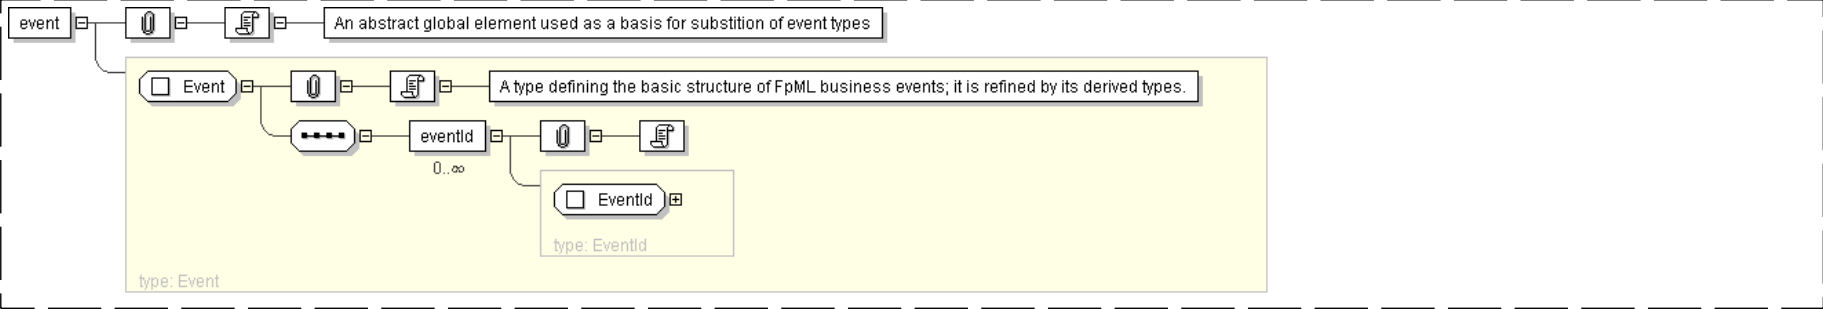 event
An abstract global element used as a basis for substition of event types
Event
A type defining the basic structure of FpML business events; it is refined by its derived types.
eventId
0..∞
EventId
type: EventId
type: Event